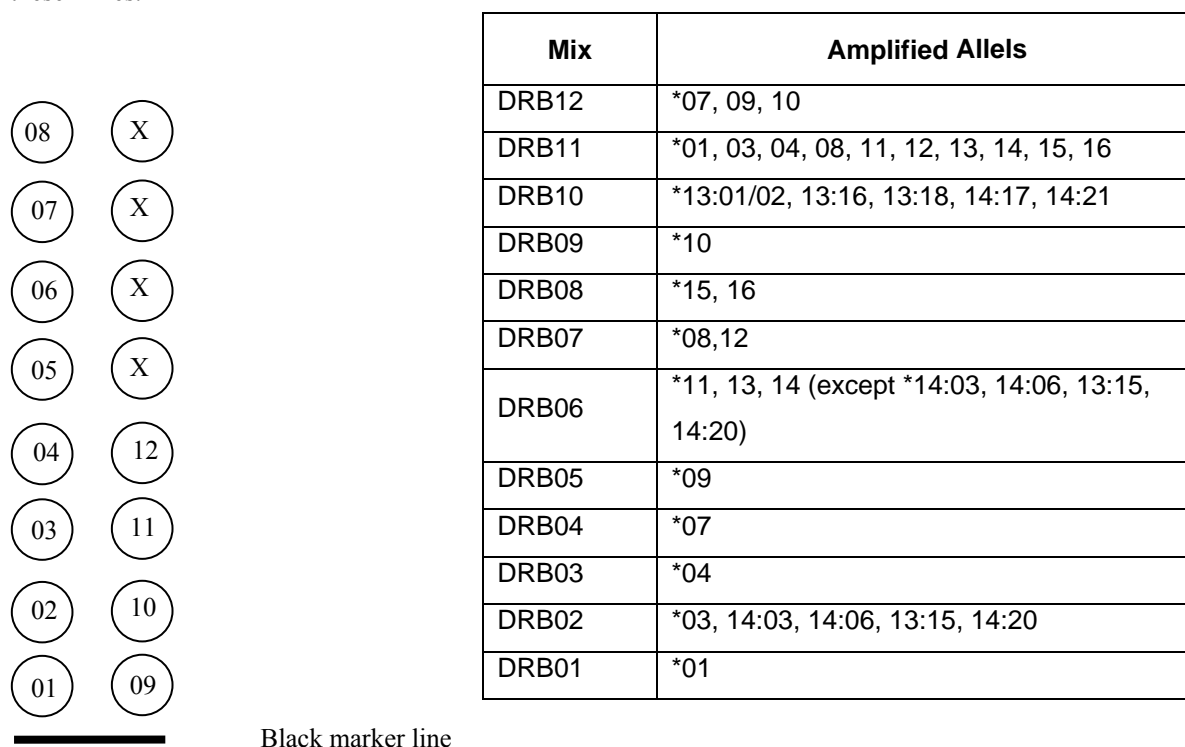 Mix Amplified Allels
DRB12 *07, 09, 10
08 X
DRB11 *01, 03, 04, 08, 11, 12, 13, 14, 15, 16
07 X
DRB10 *13:01/02, 13:16, 13:18, 14:17, 14:21
DRB09 *10
06 X
DRB08 *15, 16
DRB07 *08,12
05 X
DRB06 *11, 13, 14 (except *14:03, 14:06, 13:15,
14:20)
04 12
DRB05 *09
03 11
DRB04 *07
DRB03 *04
02 10
DRB02 *03, 14:03, 14:06, 13:15, 14:20
01 09
DRB01 *01
Black marker line